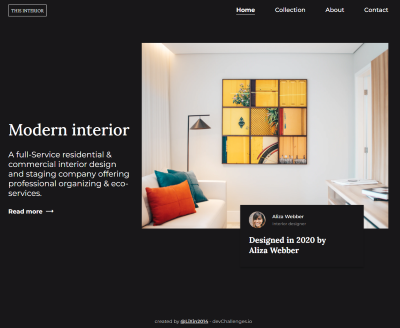 THE INTERIOR
Home Collection About Contact
Modern interior
A full-Service residential &
commercial interior design
and staging company offering
professional organizing & eco-
services.
Read more ⟶
Aliza Webber
Interior designer
Designed in 2020 by
Aliza Webber
created by @LiXin2014 - devChallenges.io